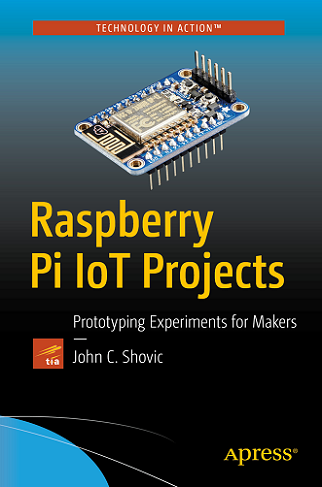 TECHNOLOGY IN ACTION™
Raspberry
Pi IoT Projects
Prototyping Experiments for Makers
tia
John C. Shovic
Apress®